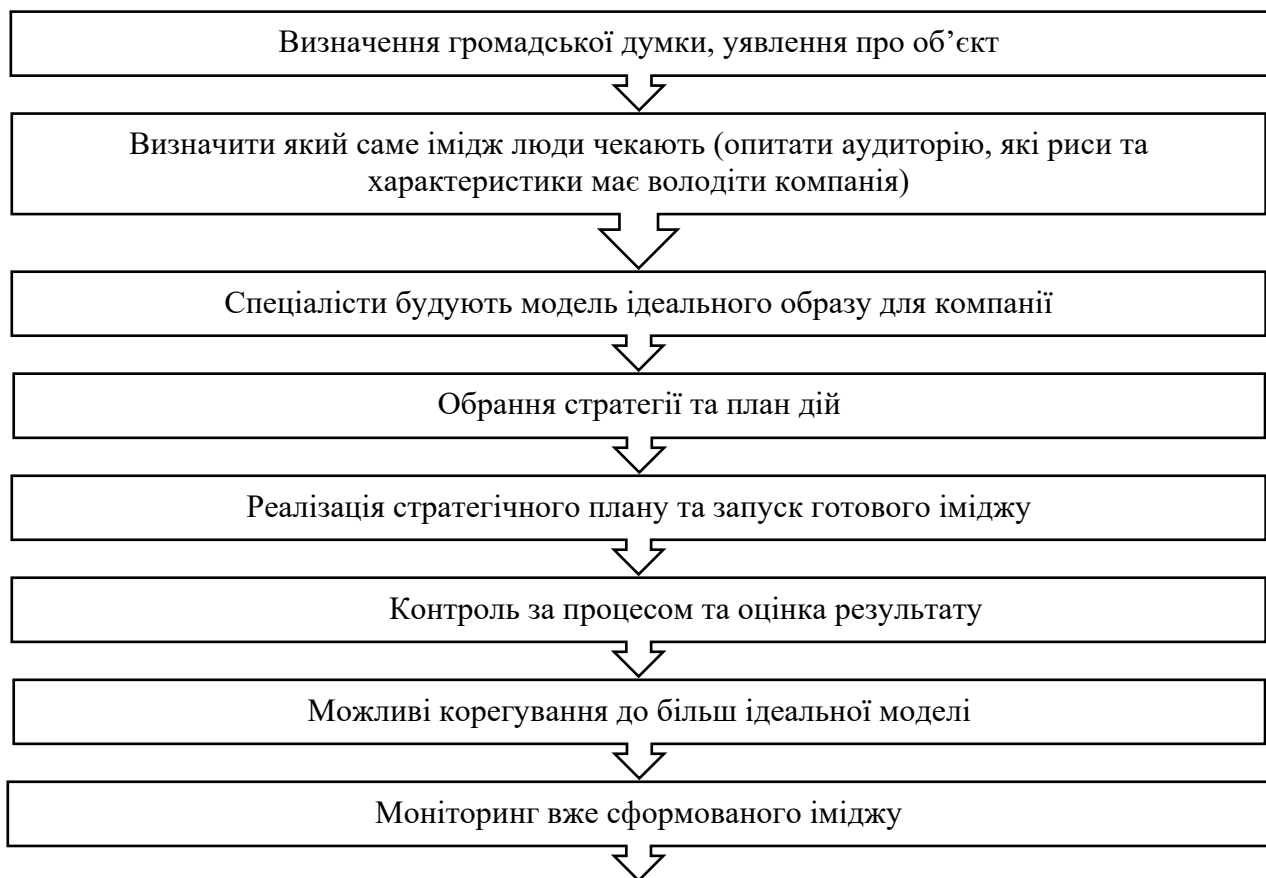 Визначення громадської думки, уявлення про об’єкт
Визначити який саме імідж люди чекають (опитати аудиторію, які риси та
характеристики має володіти компанія)
Спеціалісти будують модель ідеального образу для компанії
Обрання стратегії та план дій
Реалізація стратегічного плану та запуск готового іміджу
Контроль за процесом та оцінка результату
Можливі корегування до більш ідеальної моделі
Моніторинг вже сформованого іміджу